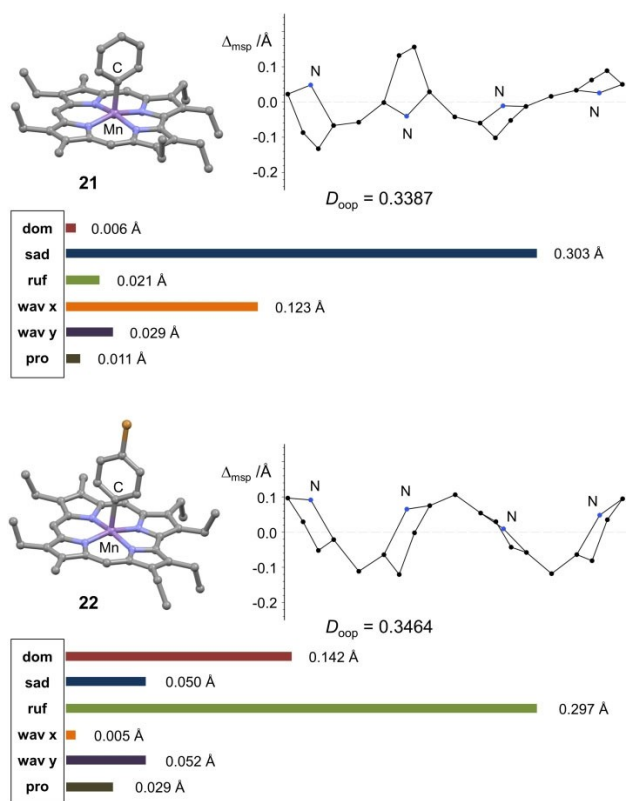 Δmsp /Å
0.1
0.0
-0.1
-0.2
N
N
N
N
C
Mn
21
Doop = 0.3387
dom 0.006 Å
sad 0.303 Å
ruf 0.021 Å
wav x 0.123 Å
wav y 0.029 Å
pro 0.011 Å
Δmsp /Å
0.1
0.0
-0.1
-0.2
N
N
N
N
C
Mn
22
Doop = 0.3464
dom 0.142 Å
sad 0.050 Å
ruf 0.297 Å
wav x 0.005 Å
wav y 0.052 Å
pro 0.029 Å